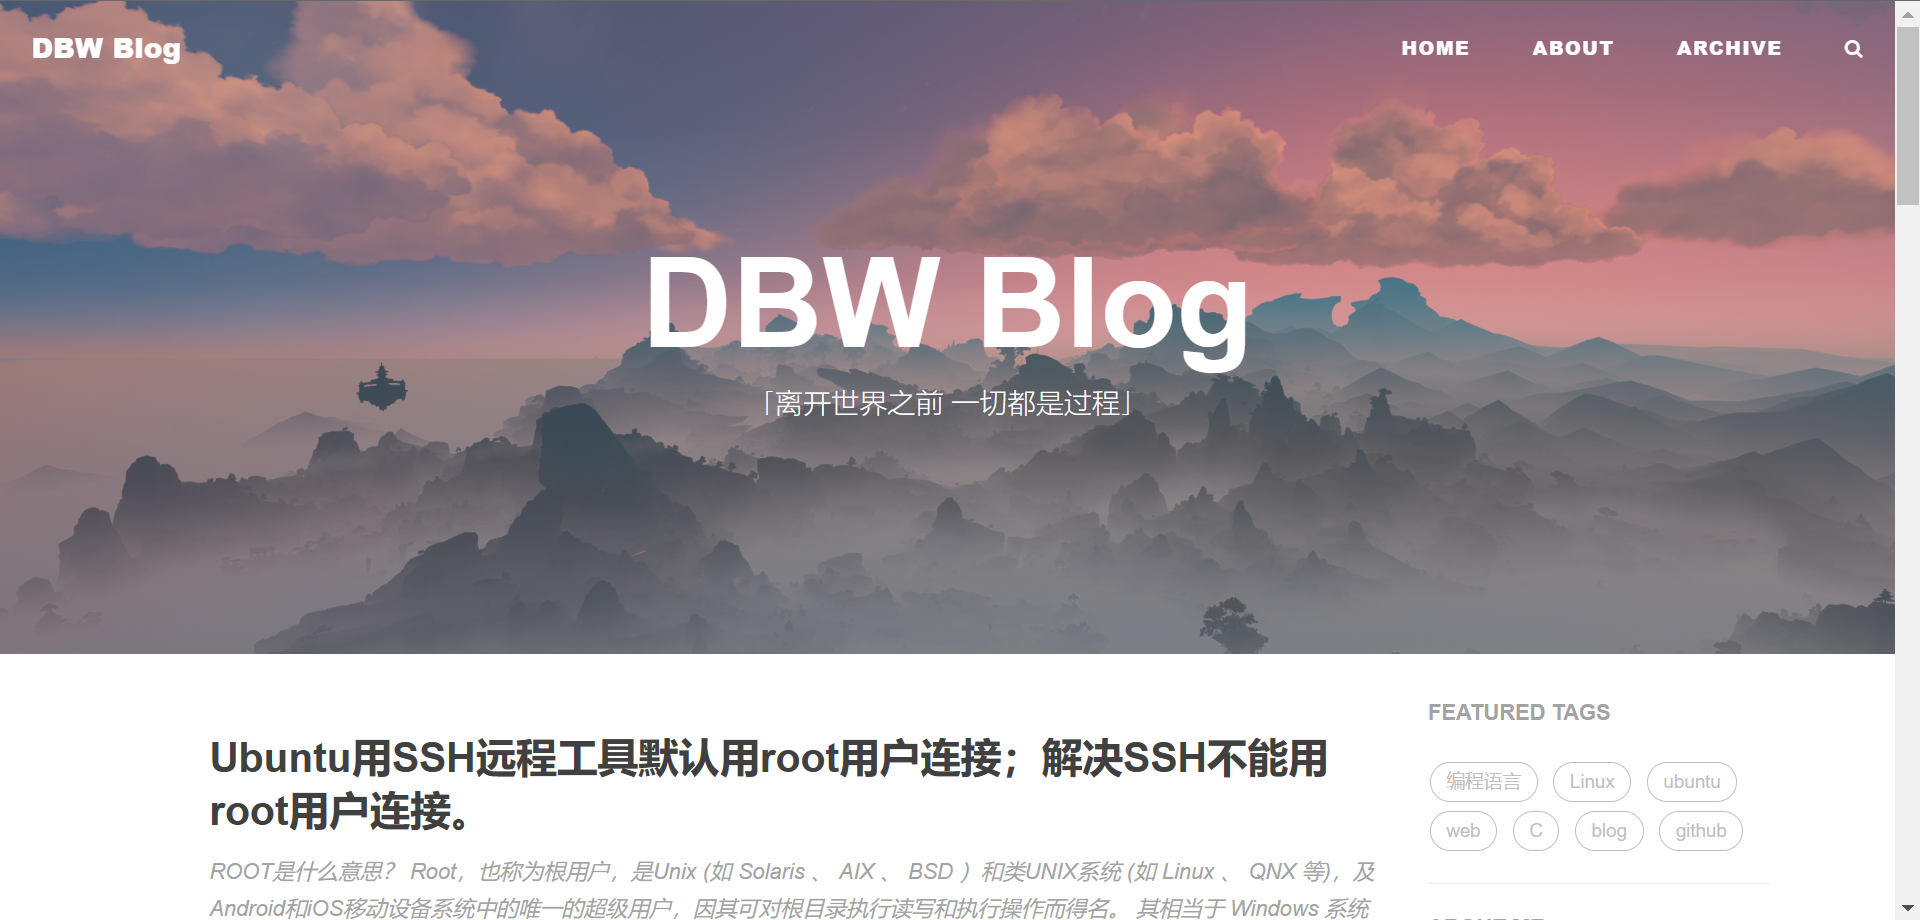 DBW Blog
HOME ABOUT ARCHIVE
DBW Blog
「离开世界之前 一切都是过程」
Ubuntu用SSH远程工具默认用root用户连接；解决SSH不能用
root用户连接。
ROOT是什么意思？ Root，也称为根用户，是Unix (如 Solaris 、 AIX 、 BSD ）和类UNIX系统 (如 Linux 、 QNX 等)，及
Android和iOS移动设备系统中的唯一的超级用户，因其可对根目录执行读写和执行操作而得名。 其相当于 Windows 系统
FEATURED TAGS
编程语言 Linux ubuntu
web C blog github